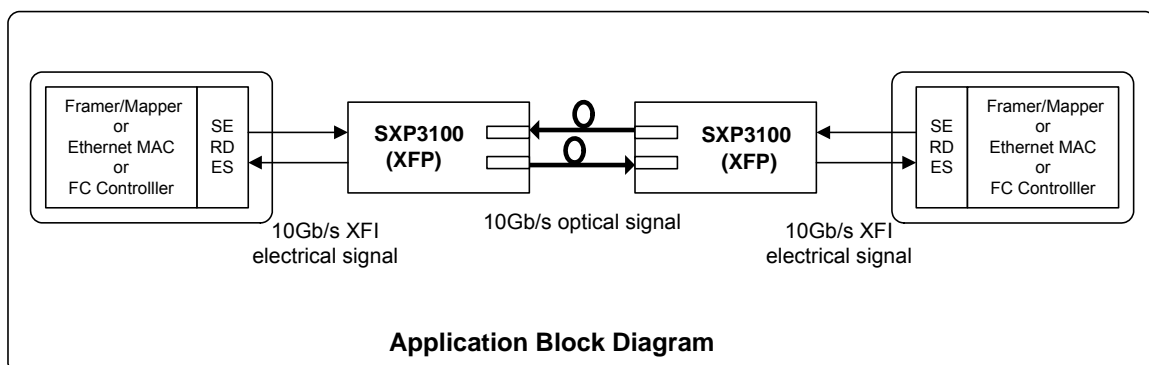 Framer/Mapper
or
Ethernet MAC
or
FC Controlller
SE
RD
ES
SXP3100
(XFP)
SXP3100
(XFP)
SE
RD
ES
Framer/Mapper
or
Ethernet MAC
or
FC Controlller
10Gb/s XFI
electrical signal
10Gb/s optical signal
10Gb/s XFI
electrical signal
Application Block Diagram